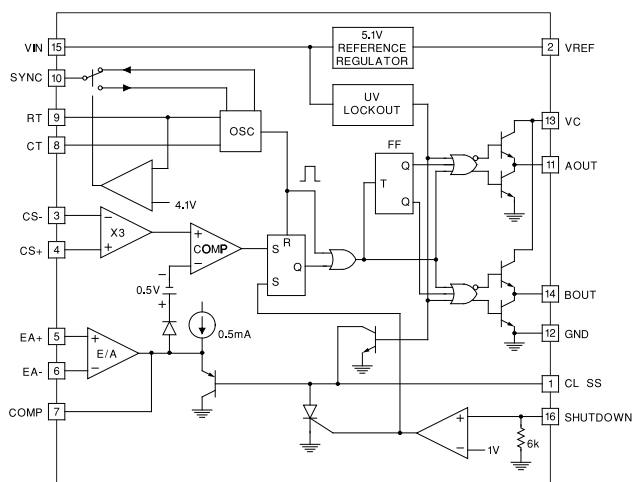 VIN 15
5.1V
REFERENCE
REGULATOR
2 VREF
SYNC 10
UV
LOCKOUT
RT 9
OSC
13 VC
CT 8
FF
Q
T
Q
11 AOUT
4.1V
CS- 3
−
X3
+
CS+ 4
+
COMP
−
R
S
Q
S
−
0.5V
+
14 BOUT
0.5mA
12 GND
EA+ 5
+
E/A
−
EA- 6
1 CL SS
COMP 7
16 SHUTDOWN
+
−
1V
6k